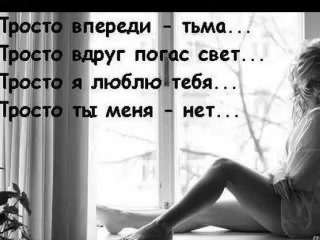 Просто впереди – тьма...
Просто вдруг погас свет...
Просто я люблю тебя...
Просто ты меня – нет...